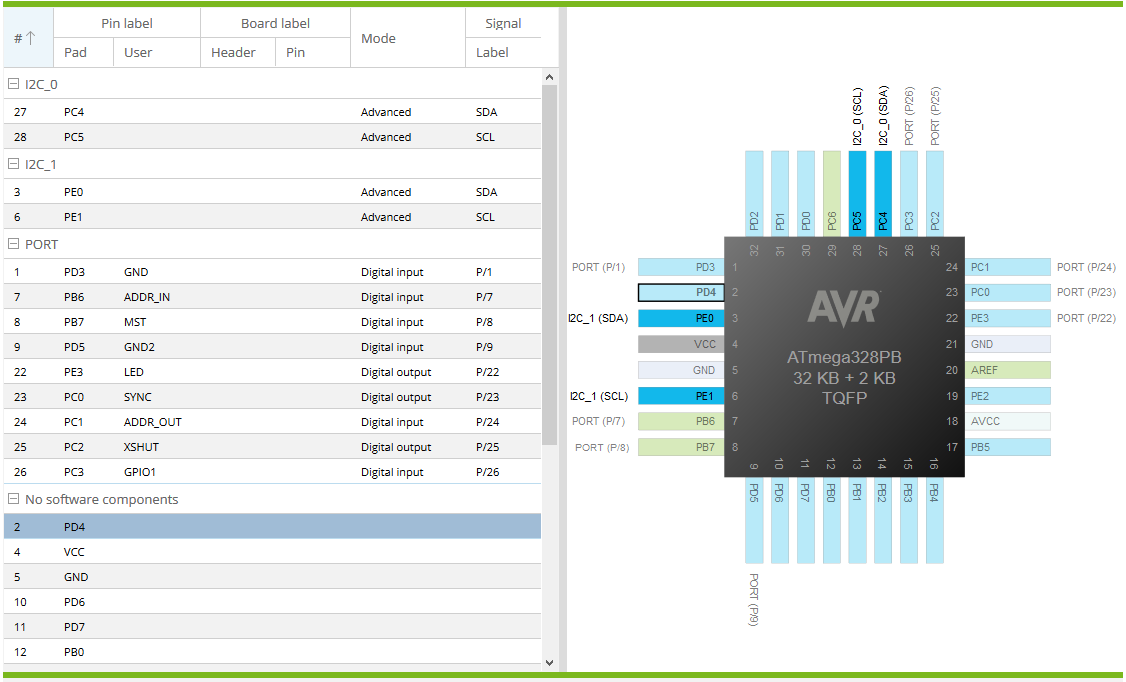 # Pin label Board label Mode Signal
Pad User Header Pin Label
I2C_0
27 PC4 Advanced SDA
28 PC5 Advanced SCL
I2C_1
3 PE0 Advanced SDA
6 PE1 Advanced SCL
PORT
1 PD3 GND Digital input P/1
7 PB6 ADDR_IN Digital input P/7
8 PB7 MST Digital input P/8
9 PD5 GND2 Digital input P/9
22 PE3 LED Digital output P/22
23 PC0 SYNC Digital output P/23
24 PC1 ADDR_OUT Digital input P/24
25 PC2 XSHUT Digital output P/25
26 PC3 GPIO1 Digital input P/26
No software components
2 PD4
4 VCC
5 GND
10 PD6
11 PD7
12 PB0
I2C_0 (SCL) I2C_0 (SDA) PORT (P/26) PORT (P/25)
PD2 PD1 PD0 PC6 PC5 PC4 PC3 PC2
32 31 30 29 28 27 26 25
PORT (P/1) PD3 1 24 PC1 PORT (P/24)
PD4 2 23 PC0 PORT (P/23)
I2C_1 (SDA) PE0 3 22 PE3 PORT (P/22)
VCC 4 21 GND
GND 5 20 AREF
I2C_1 (SCL) PE1 6 19 PE2
PORT (P/7) PB6 7 18 AVCC
PORT (P/8) PB7 8 17 PB5
AVR
ATmega328PB
32 KB + 2 KB
TQFP
9 10 11 12 13 14 15 16
PD5 PD6 PD7 PB0 PB1 PB2 PB3 PB4
PORT (P/9)